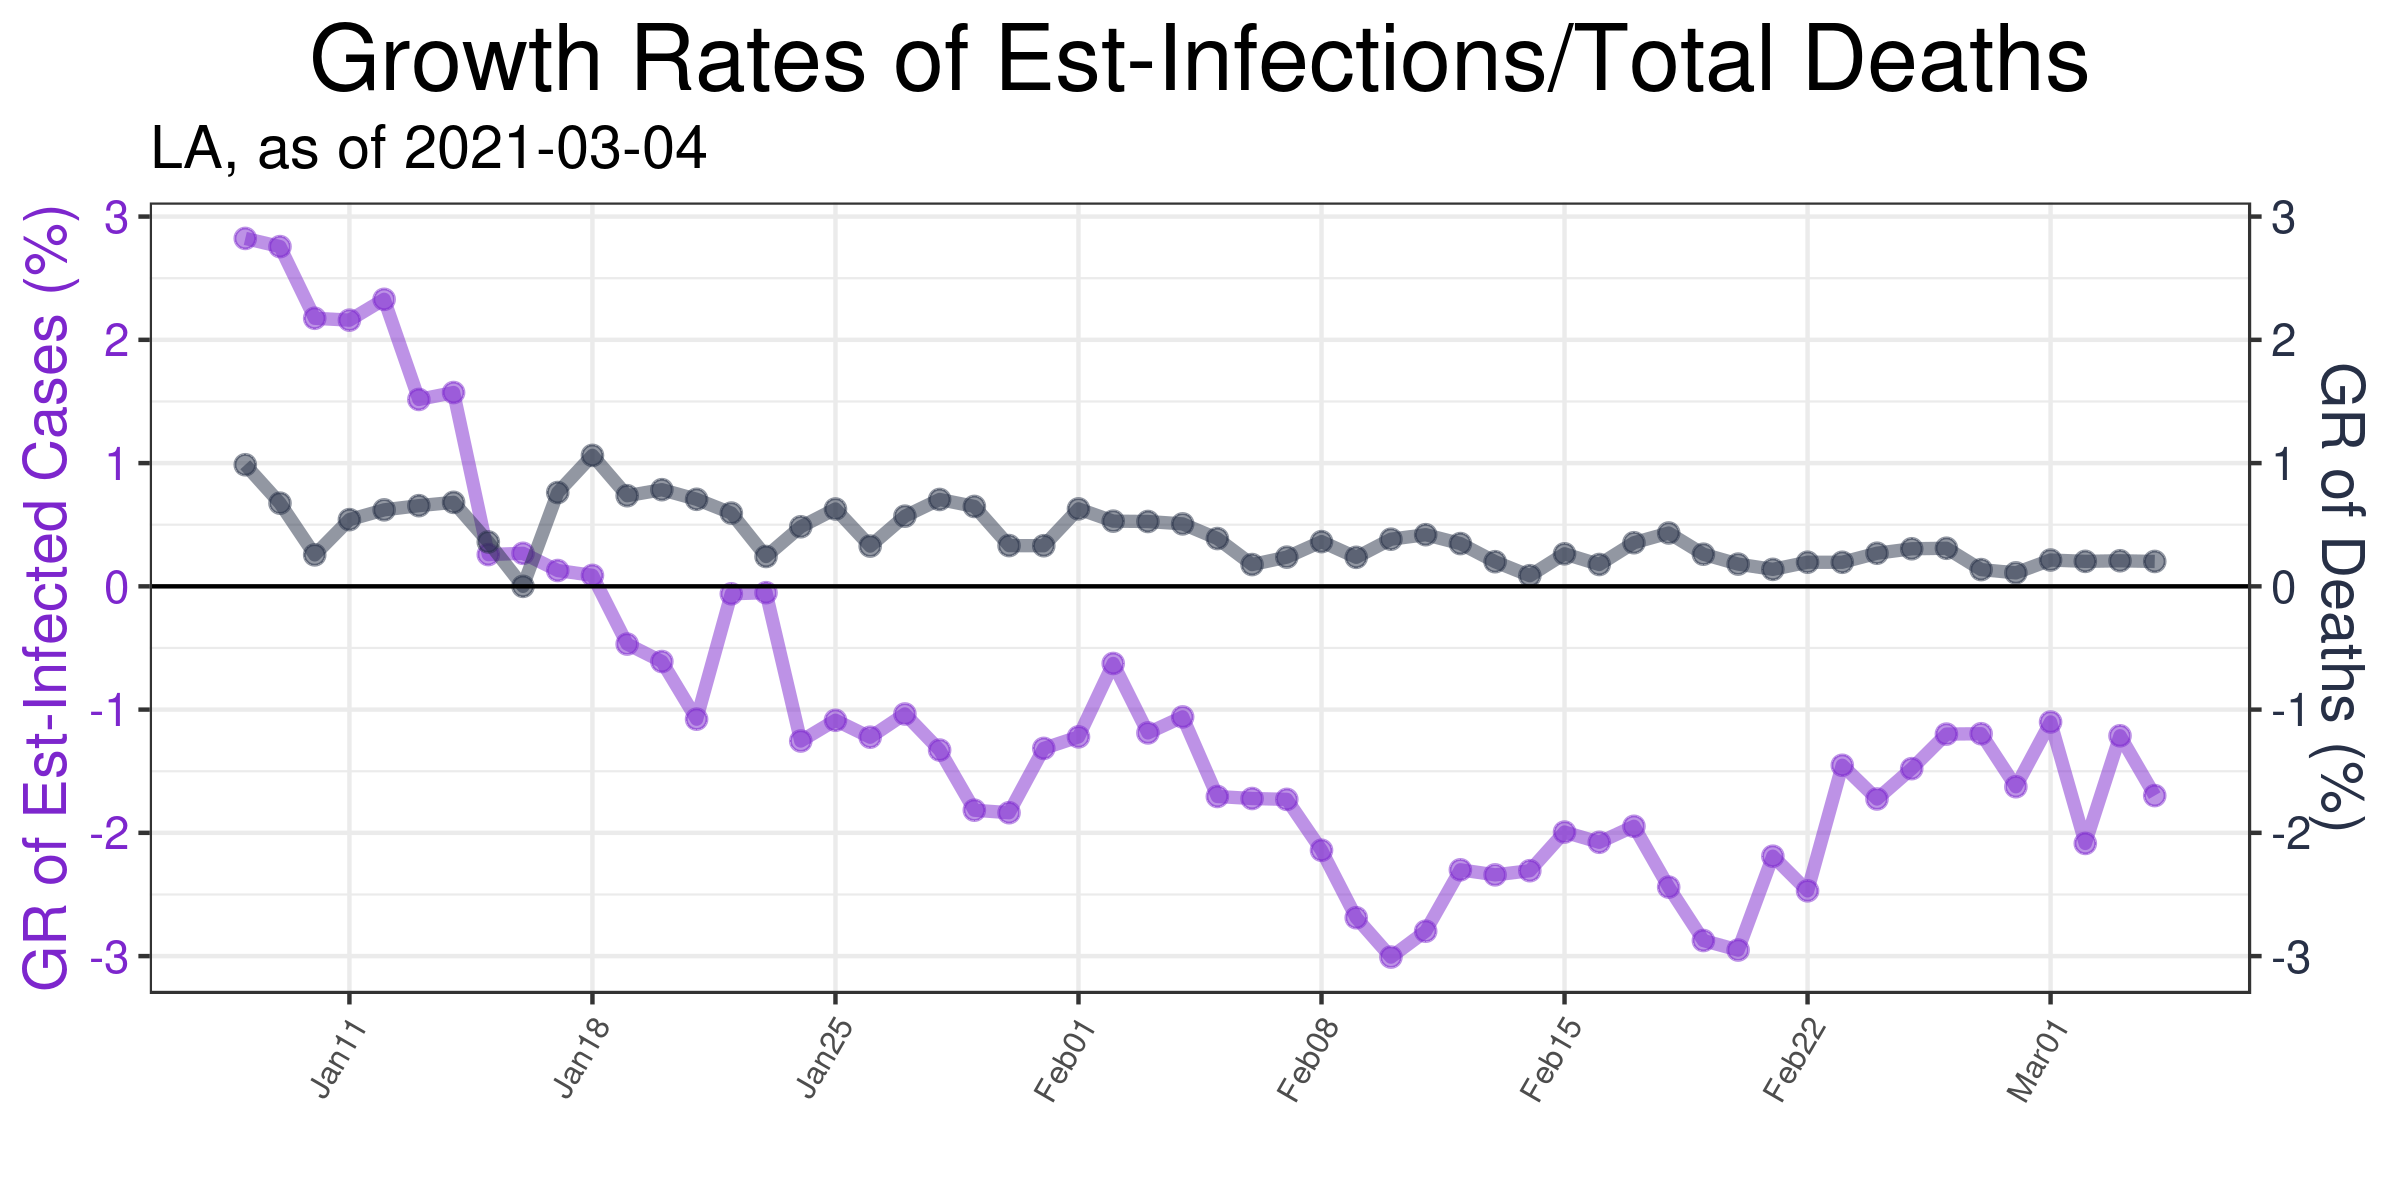 Growth Rates of Est-Infections/Total Deaths
LA, as of 2021-03-04
GR of Est-Infected Cases (%)
3
2
1
0
-1
-2
-3
3
2
1
0
-1
-2
-3
GR of Deaths (%)
Jan11
Jan18
Jan25
Feb01
Feb08
Feb15
Feb22
Mar01